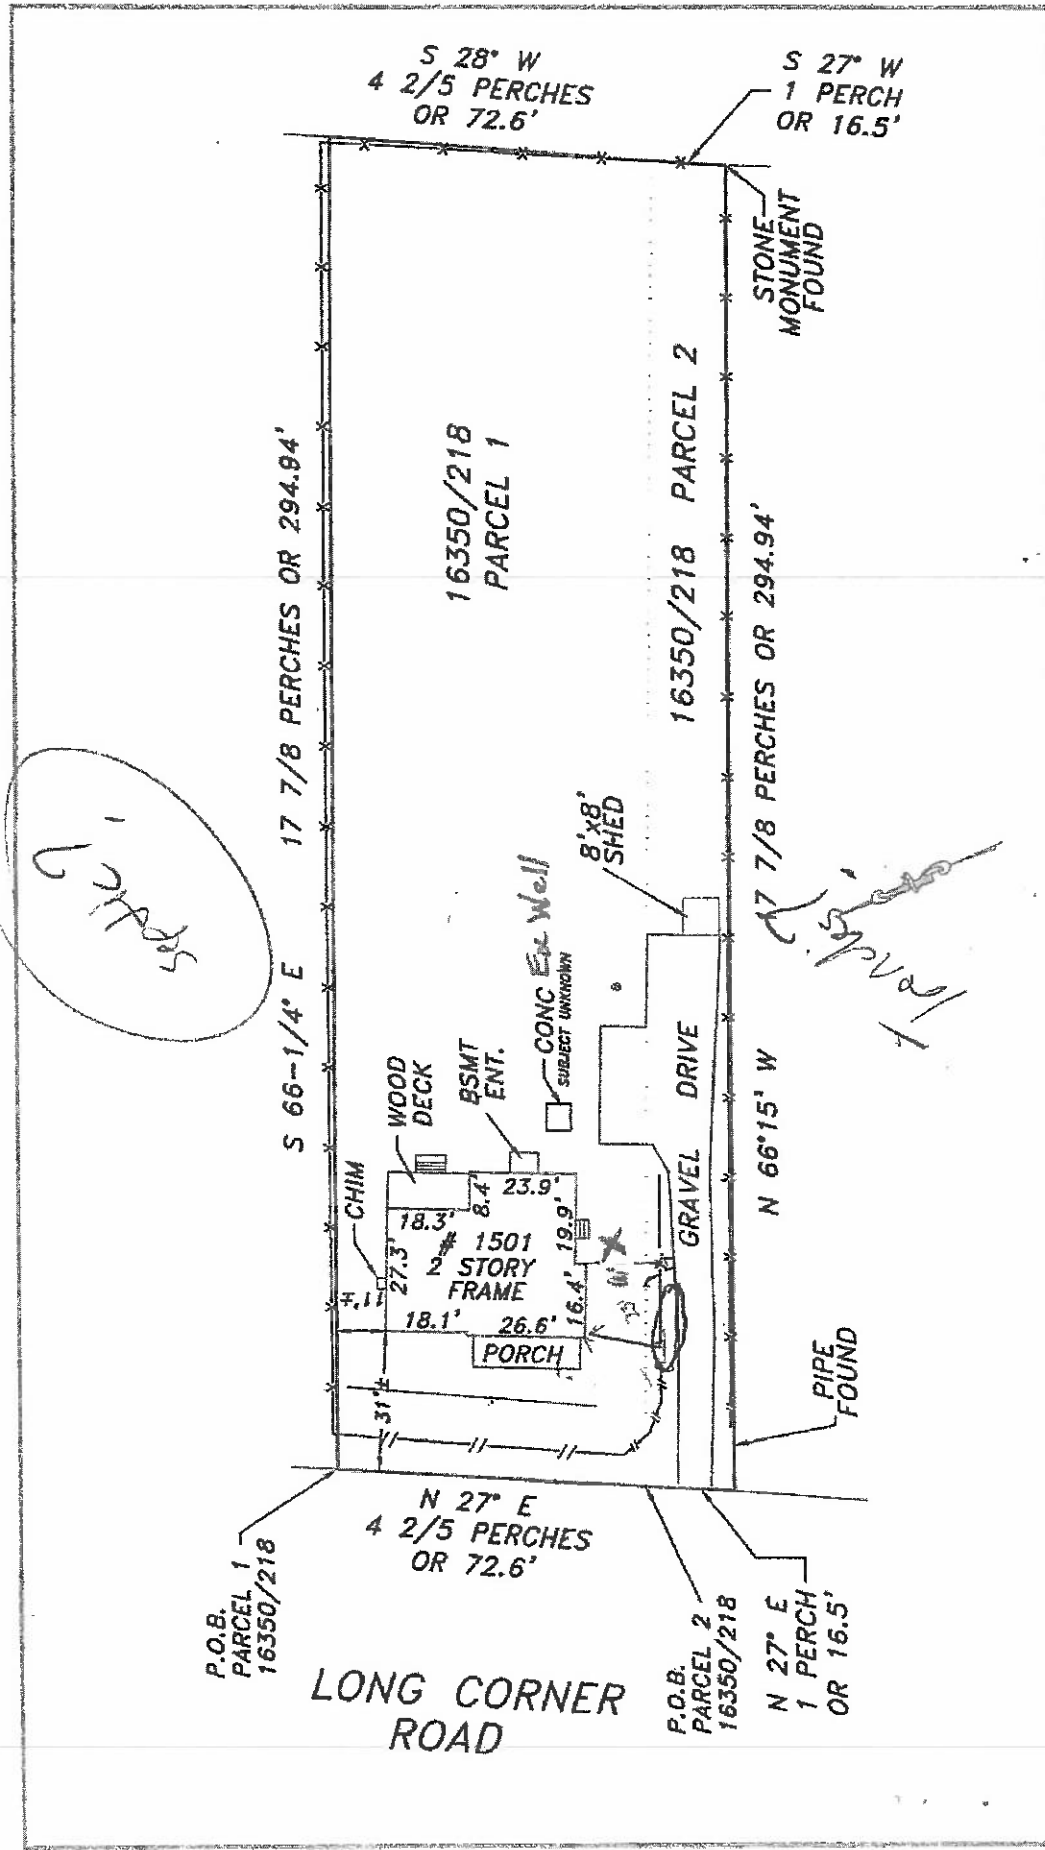 S 28° W
4 2/5 PERCHES
OR 72.6'
S 27° W
1 PERCH
OR 16.5'
STONE
MONUMENT
FOUND
S 66-1/4° E 17 7/8 PERCHES OR 294.94'
16350/218
PARCEL 1
16350/218 PARCEL 2
N 66°15' W 17 7/8 PERCHES OR 294.94'
septic ?
8'x8'
SHED
CONC
Well
SUBJECT UNKNOWN
BSMT
ENT.
WOOD
DECK
CHIM
GRAVEL DRIVE
18.3'
8.4'
23.9'
27.3'
19.9'
# 1501
2 STORY
FRAME
11'±
18.1'
26.6'
16.4'
PORCH
31'±
X
PIPE
FOUND
P.O.B.
PARCEL 1
16350/218
N 27° E
4 2/5 PERCHES
OR 72.6'
P.O.B.
PARCEL 2
16350/218
N 27° E
1 PERCH
OR 16.5'
LONG CORNER
ROAD